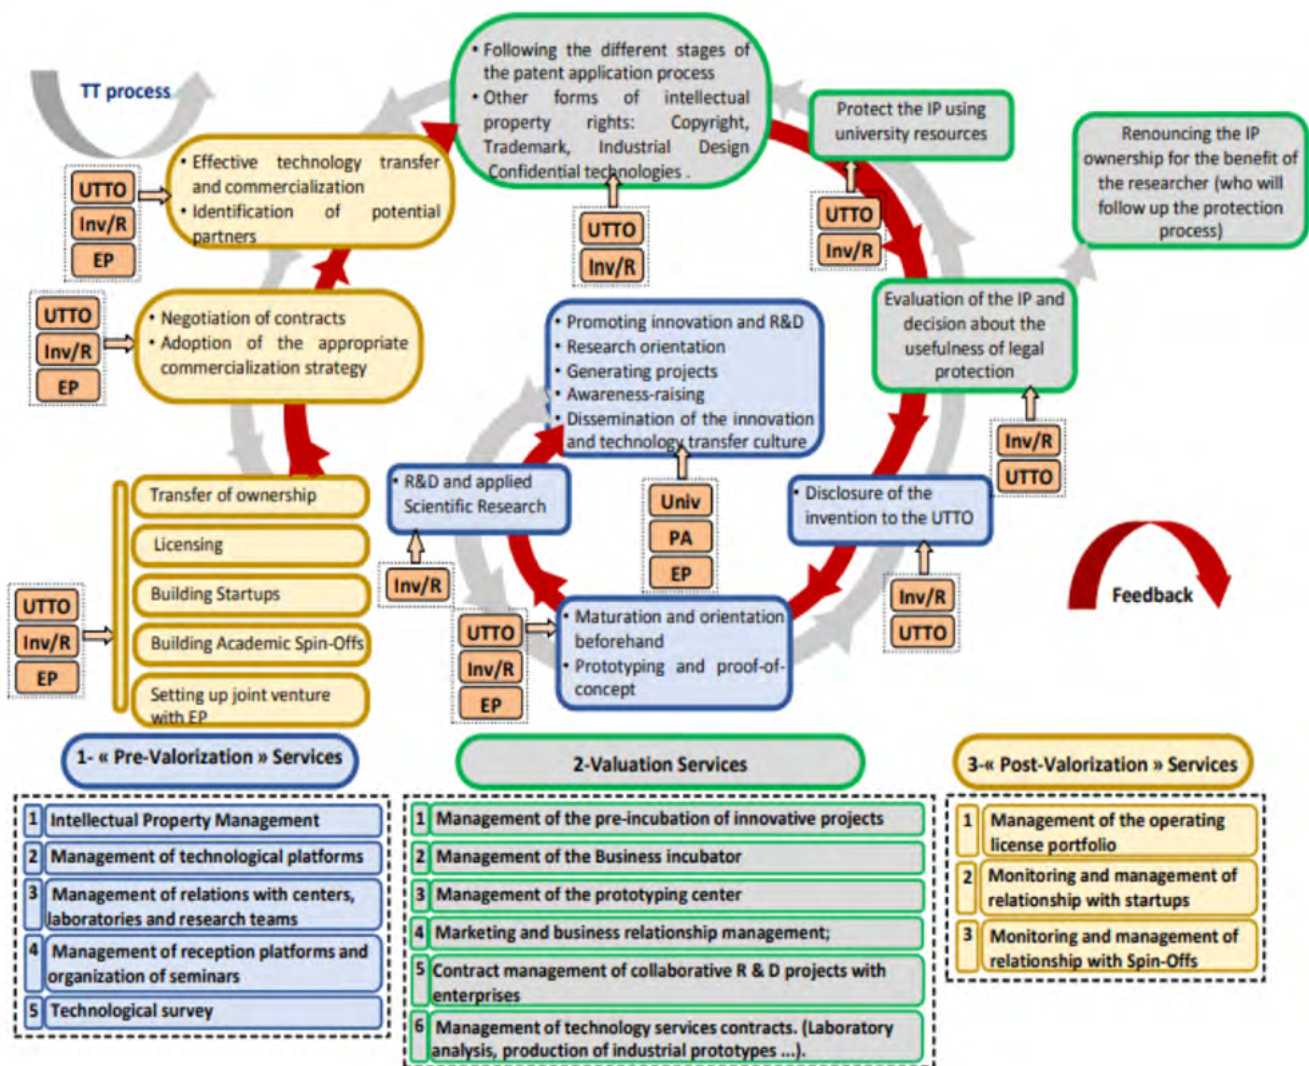 TT process
• Following the different stages of
the patent application process
• Other forms of intellectual
property rights: Copyright,
Trademark, Industrial Design
Confidential technologies .
UTTO
Inv/R
Protect the IP using
university resources
UTTO
Inv/R
Renouncing the IP
ownership for the benefit of
the researcher (who will
follow up the protection
process)
• Effective technology transfer
and commercialization
• Identification of potential
partners
UTTO
Inv/R
EP
• Negotiation of contracts
• Adoption of the appropriate
commercialization strategy
UTTO
Inv/R
EP
• Promoting innovation and R&D
• Research orientation
• Generating projects
• Awareness-raising
• Dissemination of the innovation
and technology transfer culture
Univ
PA
EP
Evaluation of the IP and
decision about the
usefulness of legal
protection
Inv/R
UTTO
• R&D and applied
Scientific Research
Inv/R
• Disclosure of the
invention to the UTTO
Inv/R
UTTO
Feedback
Transfer of ownership
Licensing
Building Startups
Building Academic Spin-Offs
Setting up joint venture
with EP
UTTO
Inv/R
EP
• Maturation and orientation
beforehand
• Prototyping and proof-of-
concept
UTTO
Inv/R
EP
1- « Pre-Valorization » Services
1 Intellectual Property Management
2 Management of technological platforms
3 Management of relations with centers,
laboratories and research teams
4 Management of reception platforms and
organization of seminars
5 Technological survey
2-Valuation Services
1 Management of the pre-incubation of innovative projects
2 Management of the Business incubator
3 Management of the prototyping center
4 Marketing and business relationship management;
5 Contract management of collaborative R & D projects with
enterprises
6 Management of technology services contracts. (Laboratory
analysis, production of industrial prototypes ...).
3-« Post-Valorization » Services
1 Management of the operating
license portfolio
2 Monitoring and management of
relationship with startups
3 Monitoring and management of
relationship with Spin-Offs